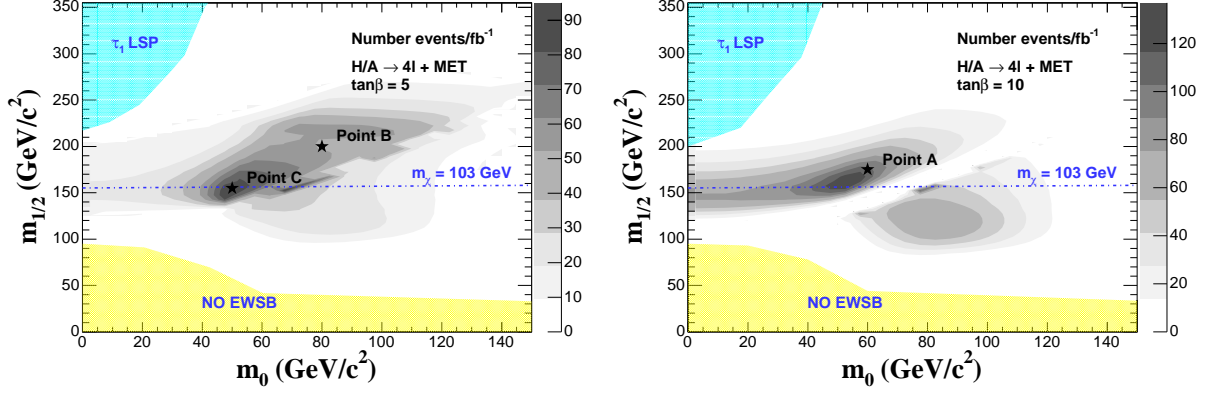 350
300
250
200
150
100
50
0
m1/2 (GeV/c2)
0 20 40 60 80 100 120 140
m0 (GeV/c2)
τ1 LSP
Number events/fb-1
H/A → 4l + MET
tanβ = 5
Point B
Point C
mχ = 103 GeV
NO EWSB
90
80
70
60
50
40
30
20
10
0
350
300
250
200
150
100
50
0
m1/2 (GeV/c2)
0 20 40 60 80 100 120 140
m0 (GeV/c2)
τ1 LSP
Number events/fb-1
H/A → 4l + MET
tanβ = 10
Point A
mχ = 103 GeV
NO EWSB
120
100
80
60
40
20
0